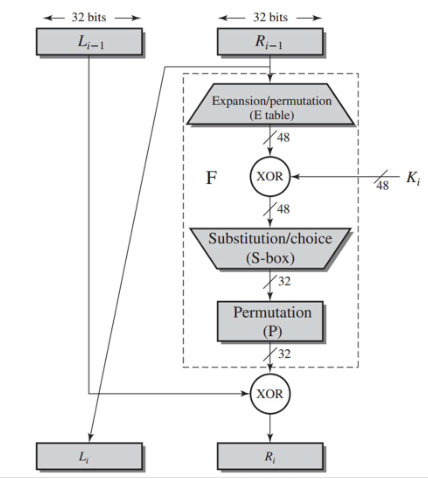 32 bits 32 bits
L_{i−1} R_{i−1}
Expansion/permutation
(E table)
48
F XOR 48 K_i
48
Substitution/choice
(S-box)
32
Permutation
(P)
32
XOR
L_i R_i